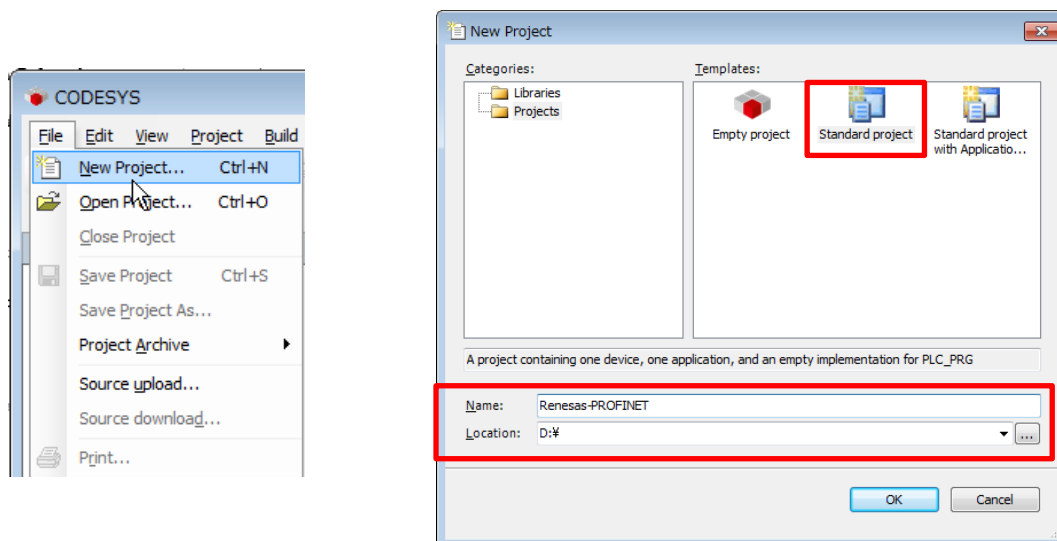 CODESYS
File Edit View Project Build
New Project... Ctrl+N
Open Project... Ctrl+O
Close Project
Save Project Ctrl+S
Save Project As...
Project Archive
Source upload...
Source download...
Print...
New Project
Categories:
Libraries
Projects
Templates:
Empty project
Standard project
Standard project
with Applicatio...
A project containing one device, one application, and an empty implementation for PLC_PRG
Name: Renesas-PROFINET
Location: D:¥
...
OK Cancel